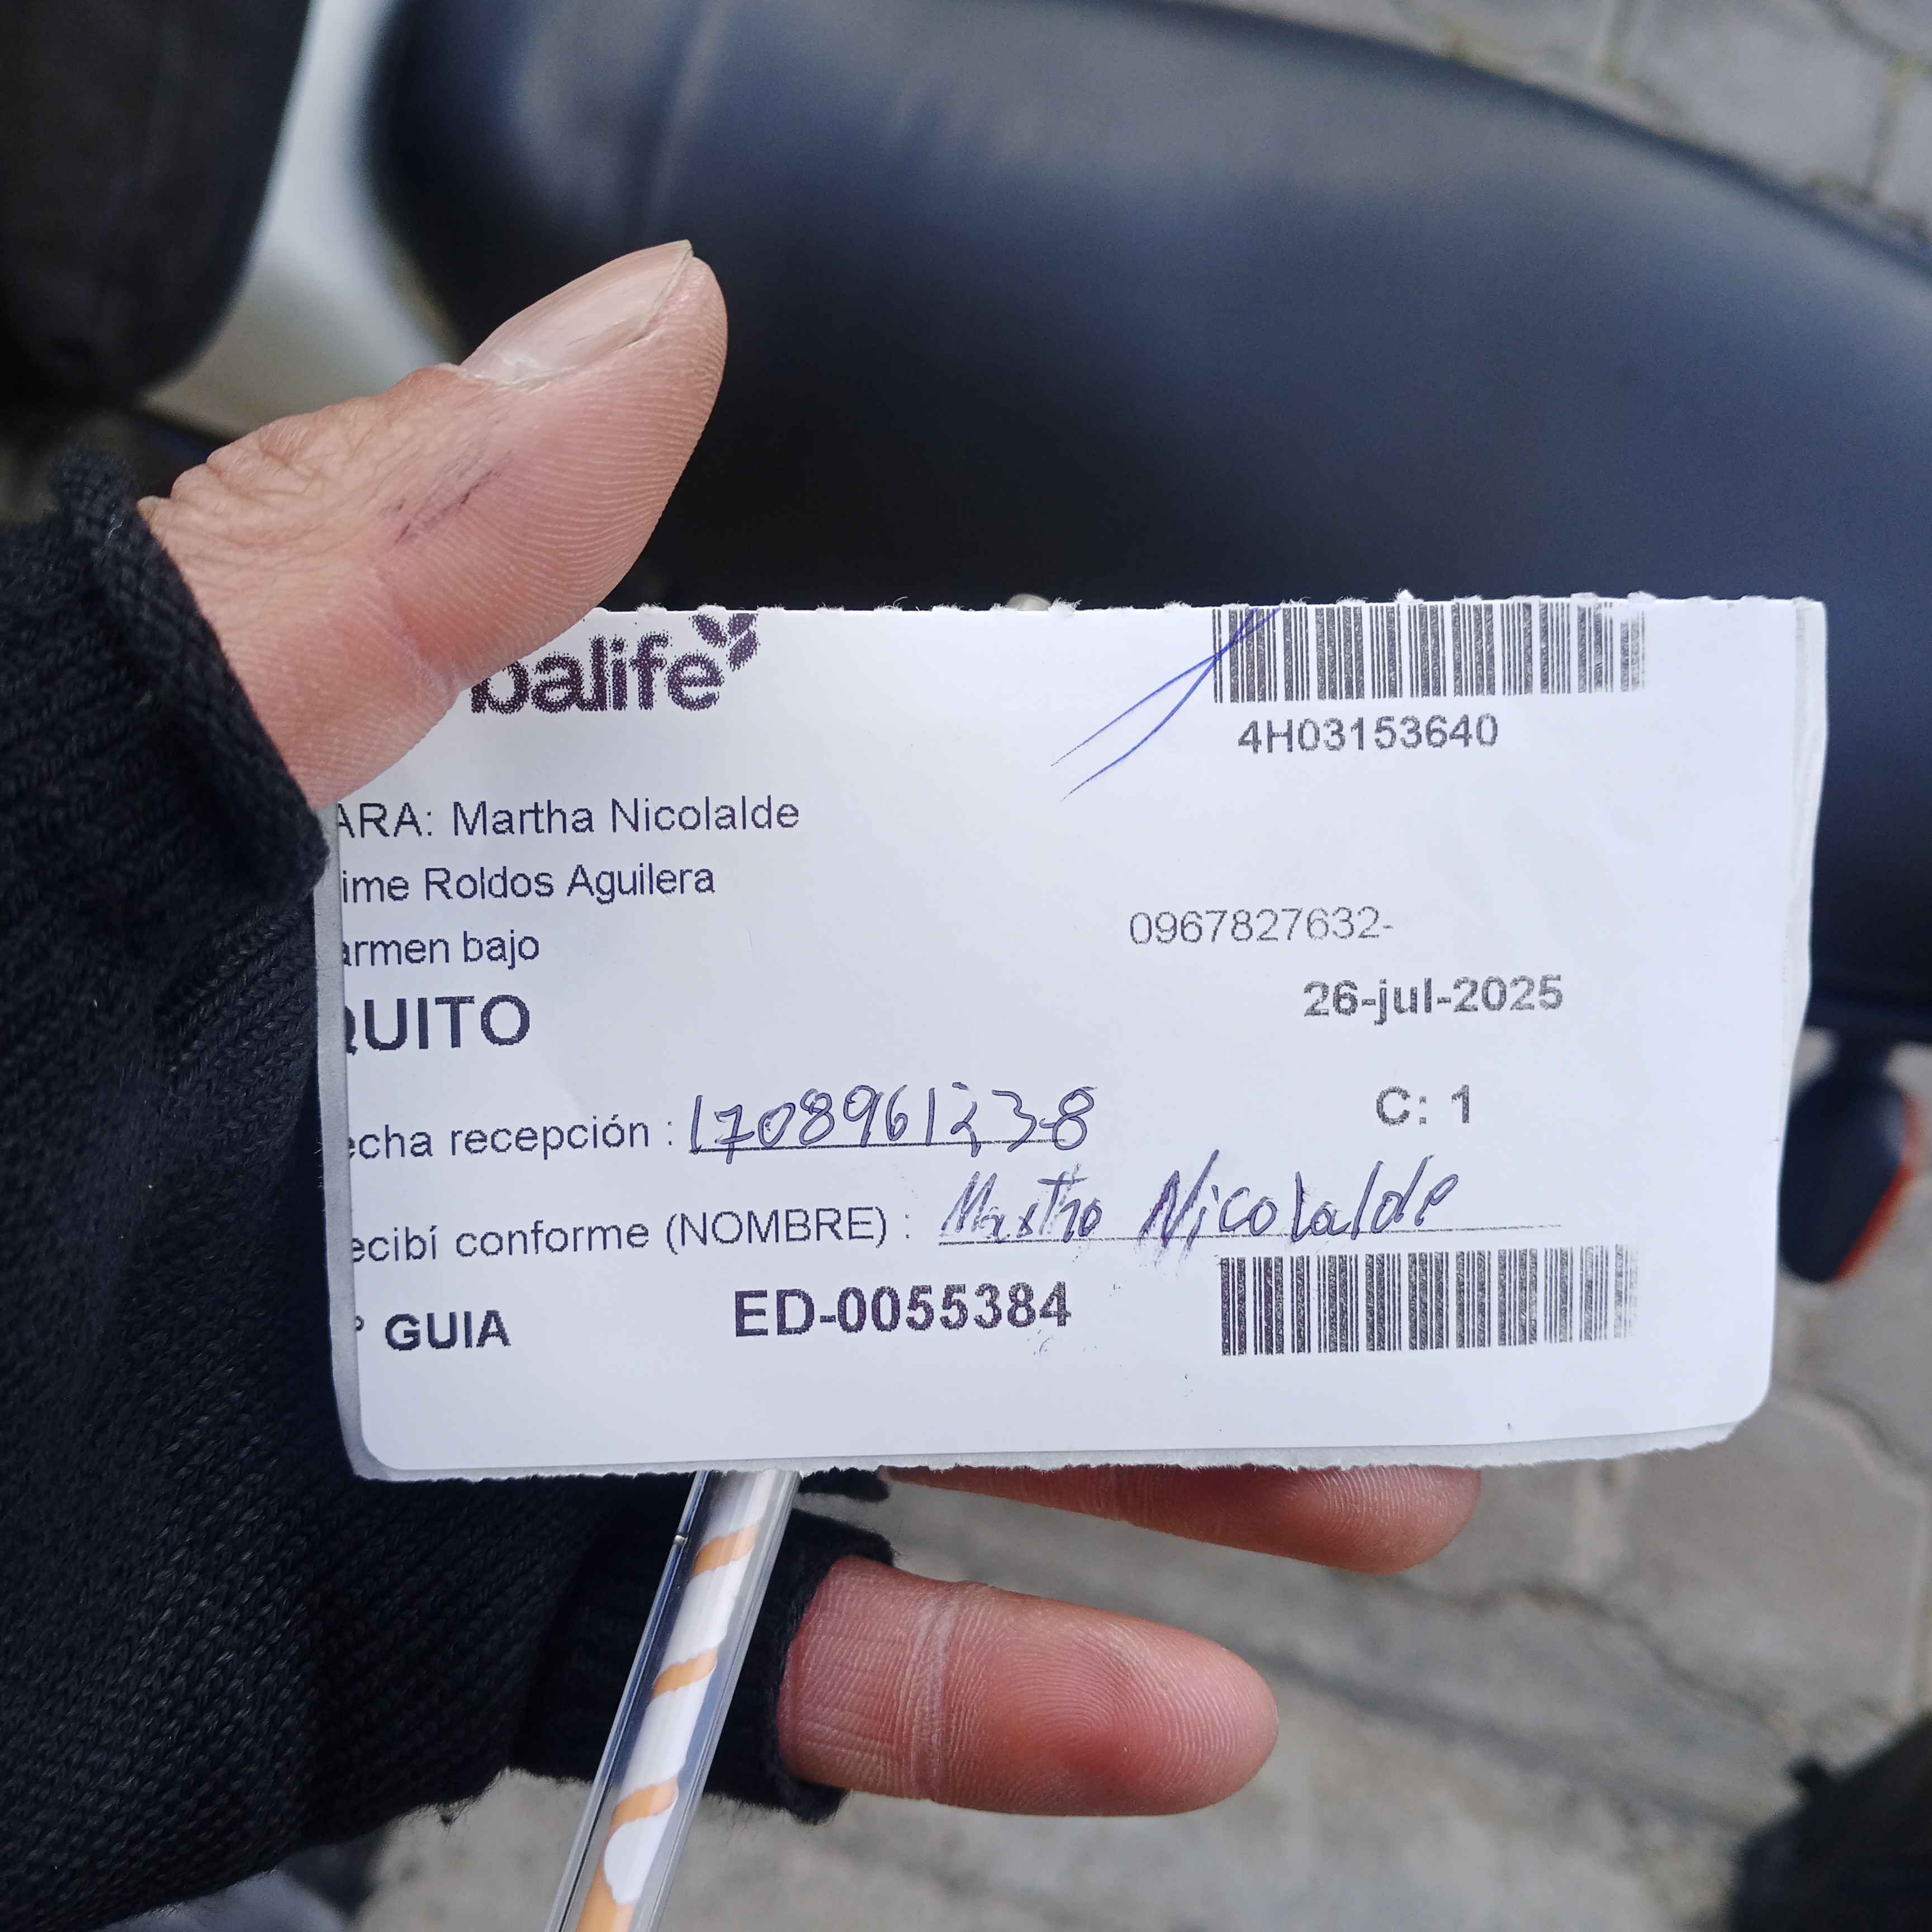 balife
4H03153640
ARA: Martha Nicolalde
ime Roldos Aguilera
armen bajo
0967827632-
QUITO
26-jul-2025
echa recepción : 1708961238
C: 1
ecibí conforme (NOMBRE) : Martha Nicolalde
° GUIA ED-0055384